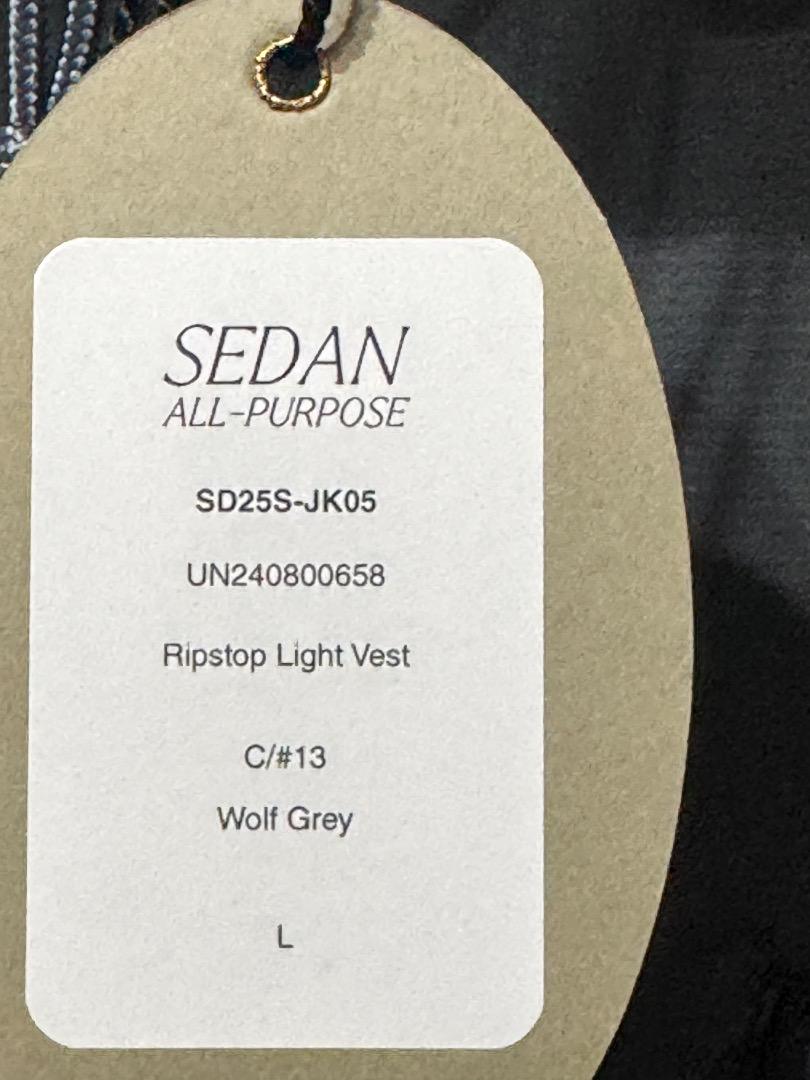 SEDAN
ALL-PURPOSE
SD25S-JK05
UN240800658
Ripstop Light Vest
C/#13
Wolf Grey
L